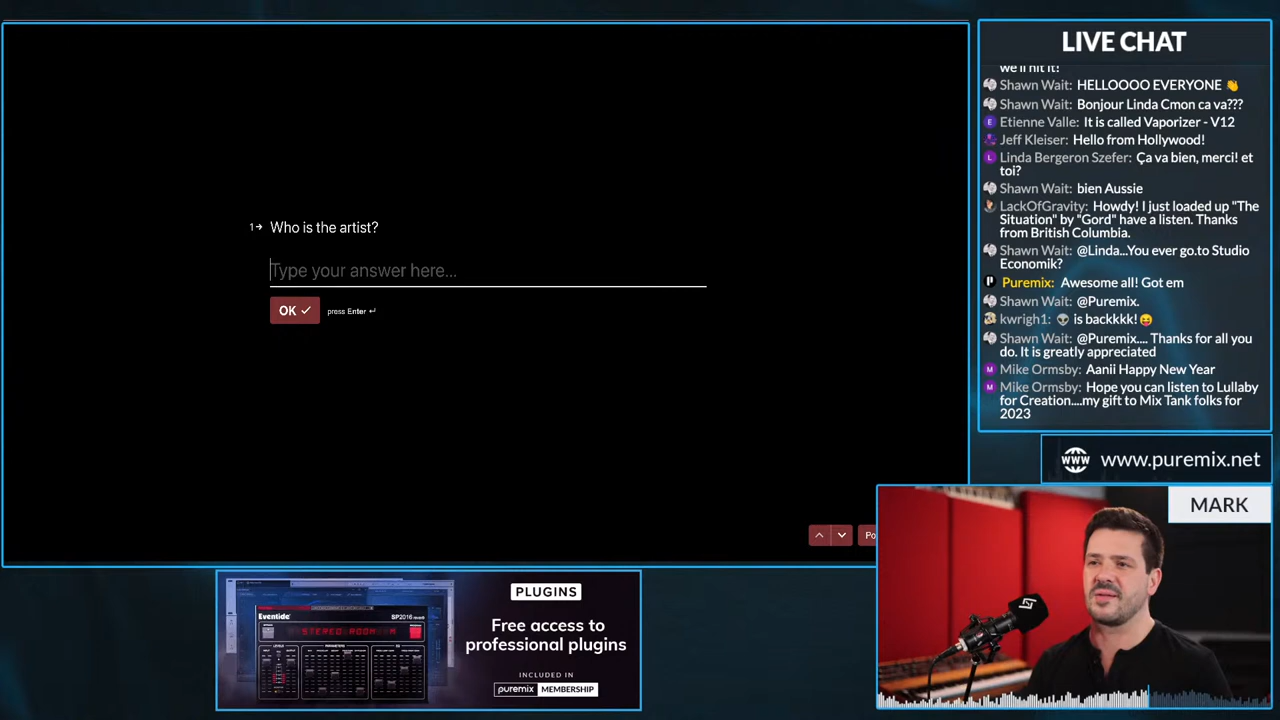 1→ Who is the artist?
Type your answer here...
OK ✓ press Enter ↵
Po
LIVE CHAT
we'll hit it!
Shawn Wait: HELLOOOO EVERYONE 👏
Shawn Wait: Bonjour Linda Cmon ca va???
E Etienne Valle: It is called Vaporizer - V12
Jeff Kleiser: Hello from Hollywood!
L Linda Bergeron Szefer: Ça va bien, merci! et
toi?
Shawn Wait: bien Aussie
LackOfGravity: Howdy! I just loaded up "The
Situation" by "Gord" have a listen. Thanks
from British Columbia.
Shawn Wait: @Linda...You ever go.to Studio
Economik?
P Puremix: Awesome all! Got em
Shawn Wait: @Puremix.
kwrigh1: 👽 is backkkk! 😝
Shawn Wait: @Puremix.... Thanks for all you
do. It is greatly appreciated
M Mike Ormsby: Aanii Happy New Year
M Mike Ormsby: Hope you can listen to Lullaby
for Creation....my gift to Mix Tank folks for
2023
www www.puremix.net
MARK
Eventide SP2016 reverb
STEREO ROOM
PLUGINS
Free access to
professional plugins
INCLUDED IN
puremix MEMBERSHIP